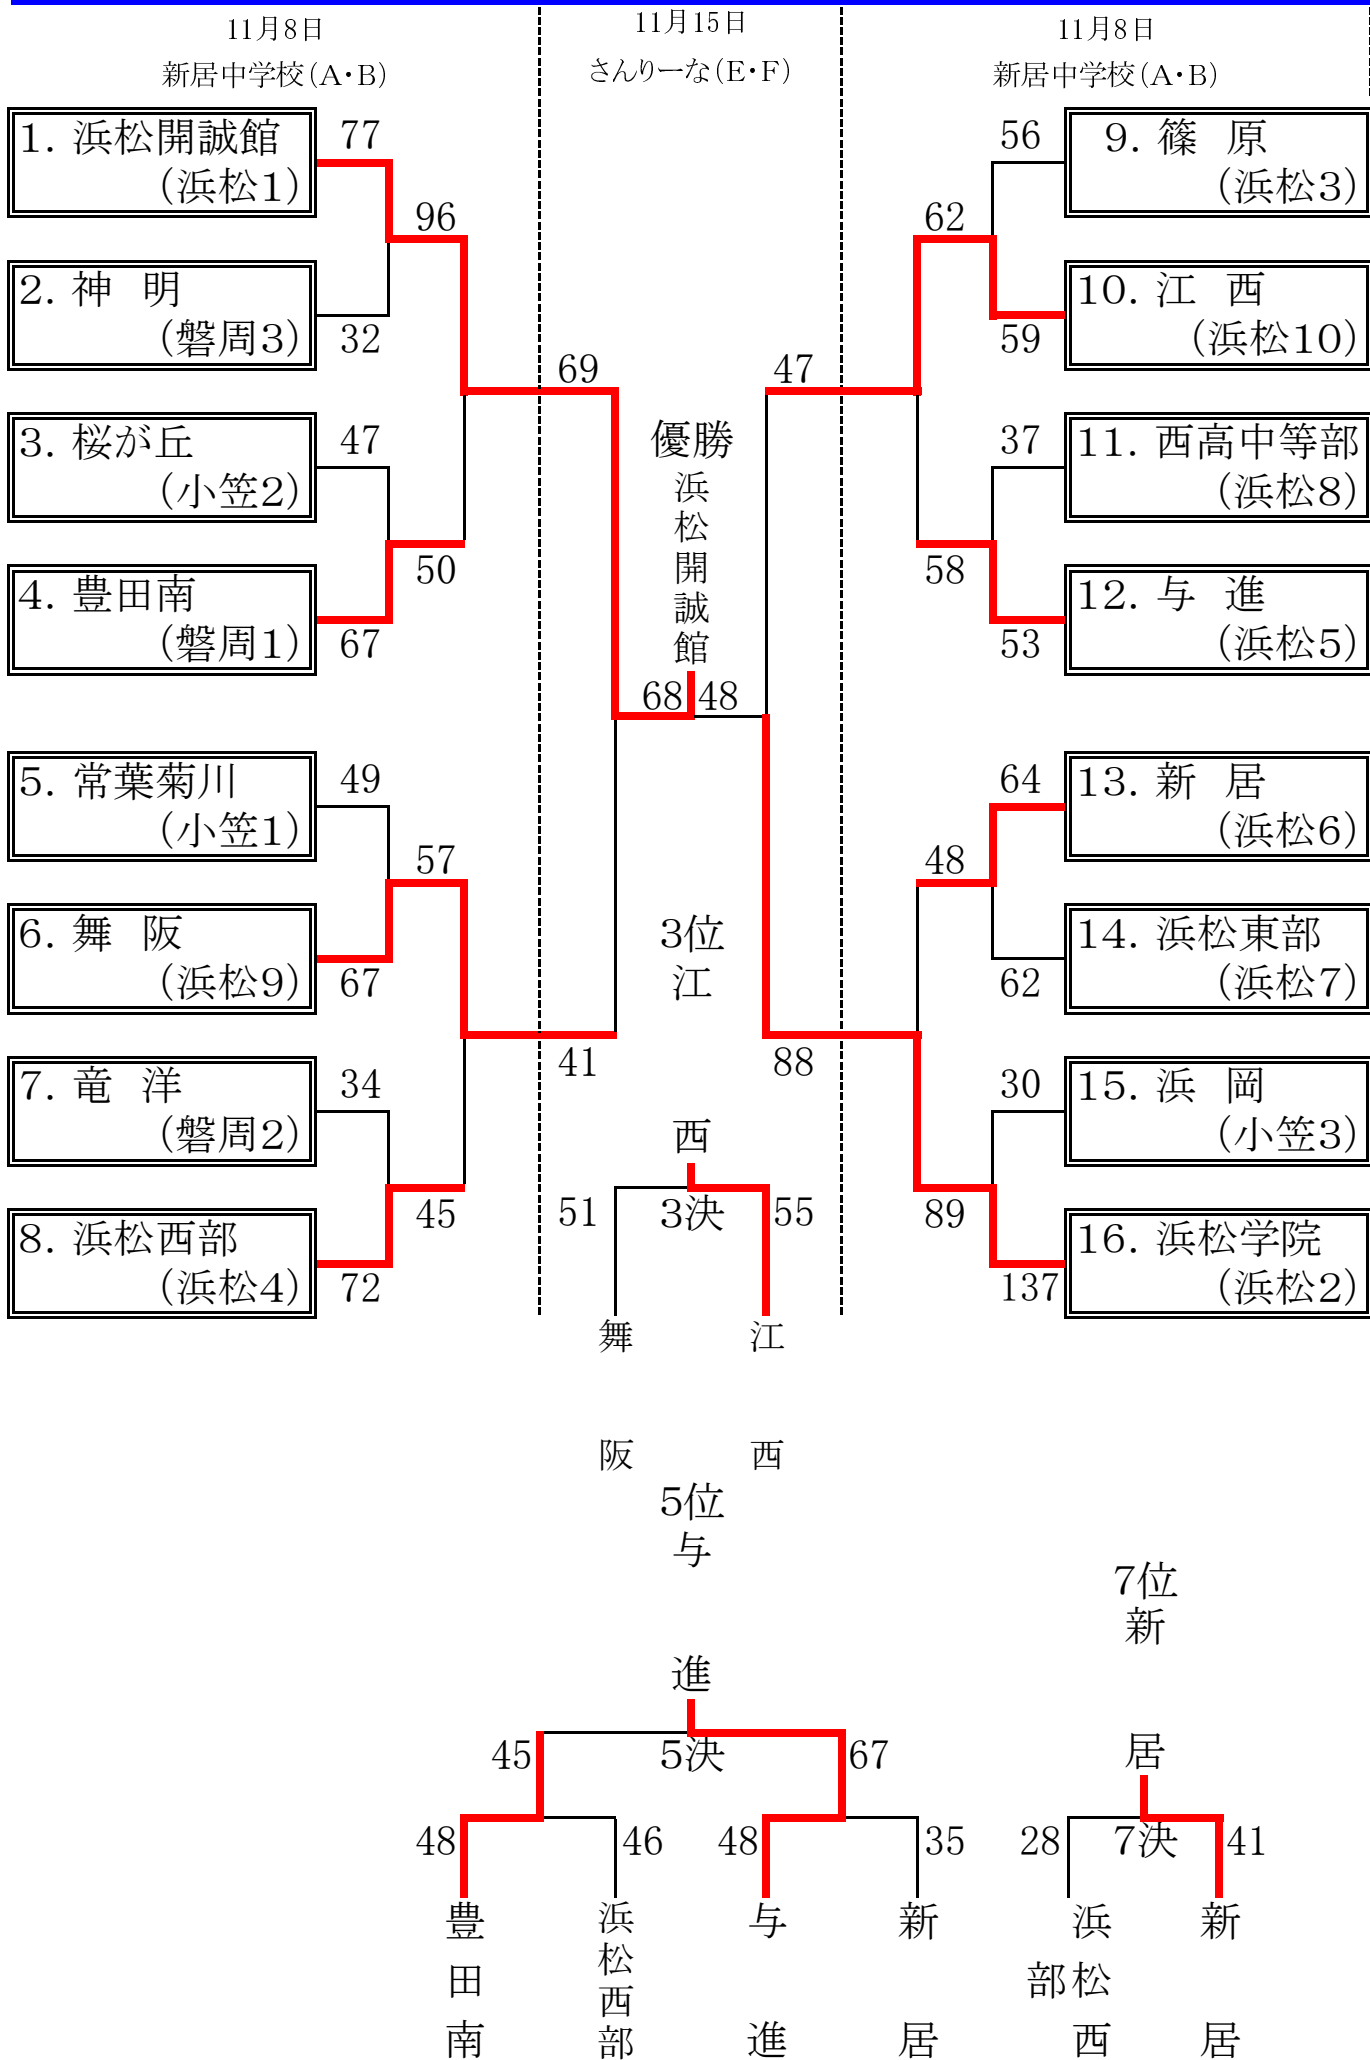 11月8日
新居中学校（A・B）
11月15日
さんりーな（E・F）
11月8日
新居中学校（A・B）
1. 浜松開誠館
（浜松1）
77
96
2. 神 明
（磐周3）
32
3. 桜が丘
（小笠2）
47
50
4. 豊田南
（磐周1）
67
5. 常葉菊川
（小笠1）
49
57
6. 舞 阪
（浜松9）
67
7. 竜 洋
（磐周2）
34
45
8. 浜松西部
（浜松4）
72
69
47
優勝
浜松開誠館
68
48
3位
江西
41
88
51
3決
55
舞阪
江西
9. 篠 原
（浜松3）
56
62
10. 江 西
（浜松10）
59
11. 西高中等部
（浜松8）
37
58
12. 与 進
（浜松5）
53
13. 新 居
（浜松6）
64
48
14. 浜松東部
（浜松7）
62
15. 浜 岡
（小笠3）
30
89
16. 浜松学院
（浜松2）
137
5位
与進
45
5決
67
48
46
48
35
豊田南
浜松西部
与進
新居
7位
新居
28
7決
41
浜松西部
新居